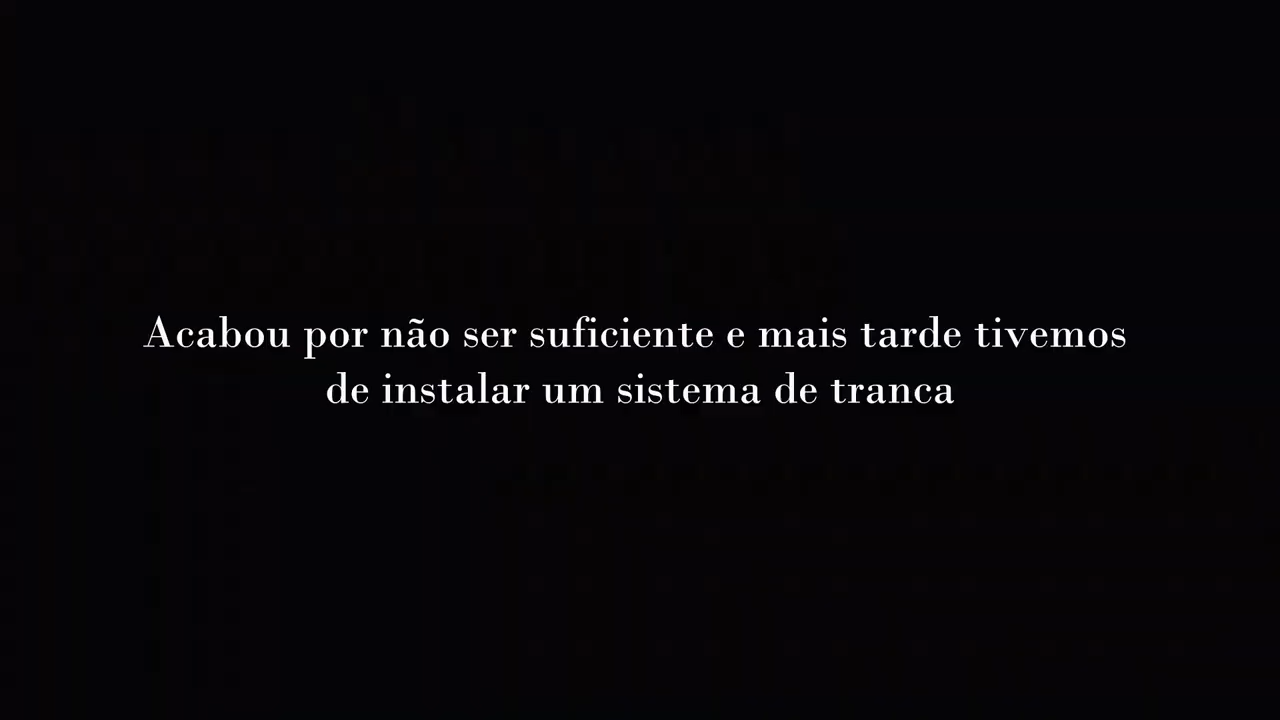 Acabou por não ser suficiente e mais tarde tivemos
de instalar um sistema de tranca